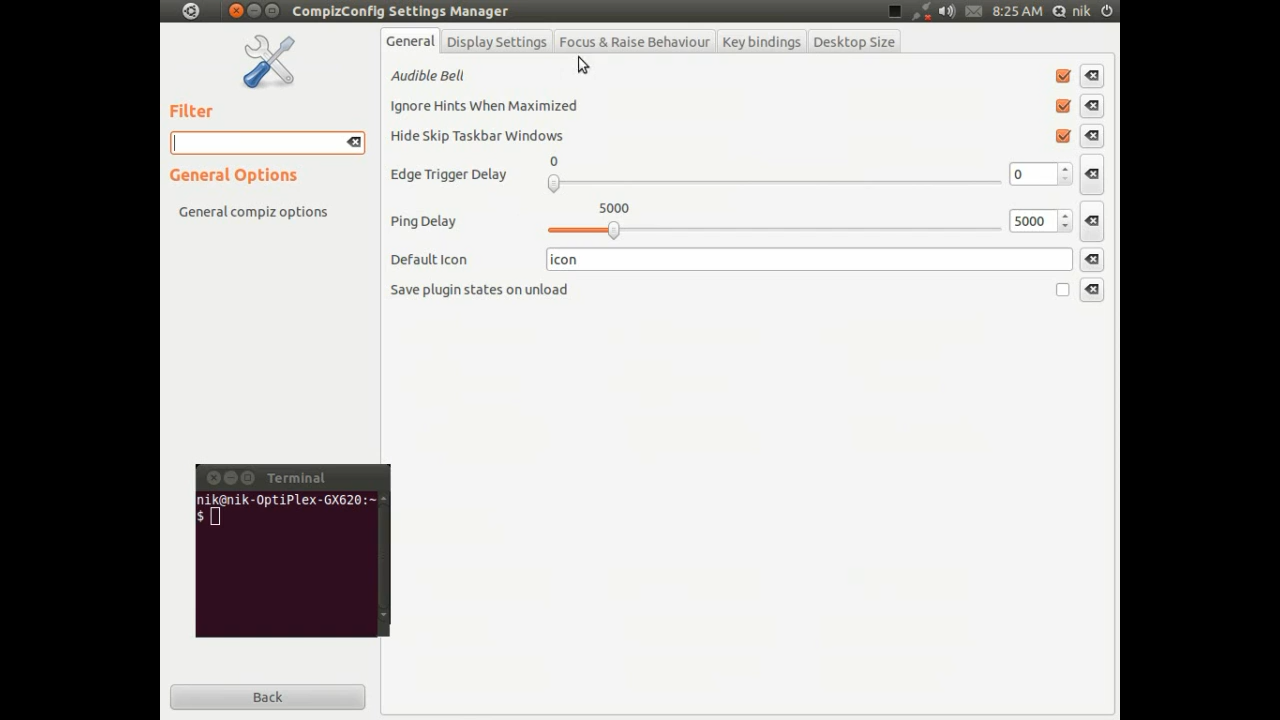 CompizConfig Settings Manager
8:25 AM nik
General Display Settings Focus & Raise Behaviour Key bindings Desktop Size
Filter
General Options
General compiz options
Audible Bell
Ignore Hints When Maximized
Hide Skip Taskbar Windows
0
Edge Trigger Delay 0
5000
Ping Delay 5000
Default Icon icon
Save plugin states on unload
Terminal
nik@nik-OptiPlex-GX620:~
$
Back